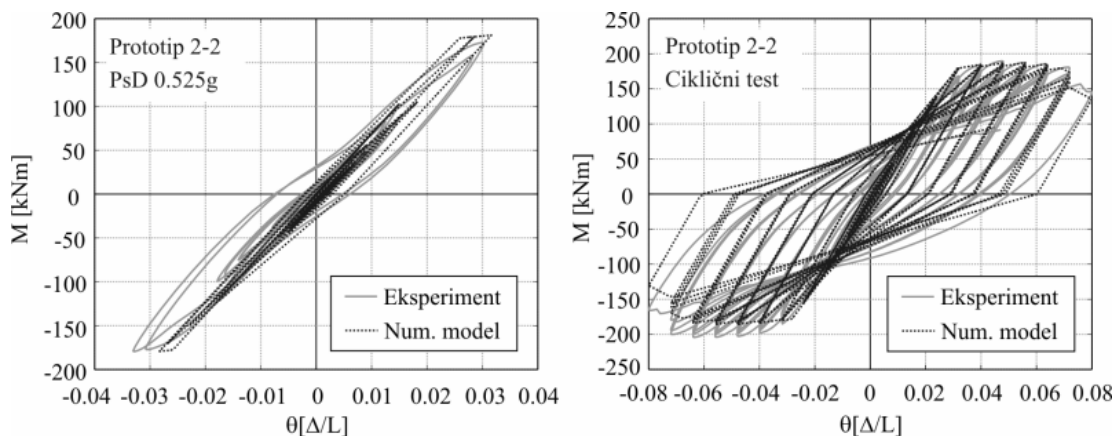 200
150
100
50
0
-50
-100
-150
-200
M [kNm]
Prototip 2-2
PsD 0.525g
Eksperiment
Num. model
-0.04 -0.03 -0.02 -0.01 0 0.01 0.02 0.03 0.04
θ[Δ/L]
250
200
150
100
50
0
-50
-100
-150
-200
-250
M [kNm]
Prototip 2-2
Ciklični test
Eksperiment
Num. model
-0.08 -0.06 -0.04 -0.02 0 0.02 0.04 0.06 0.08
θ[Δ/L]